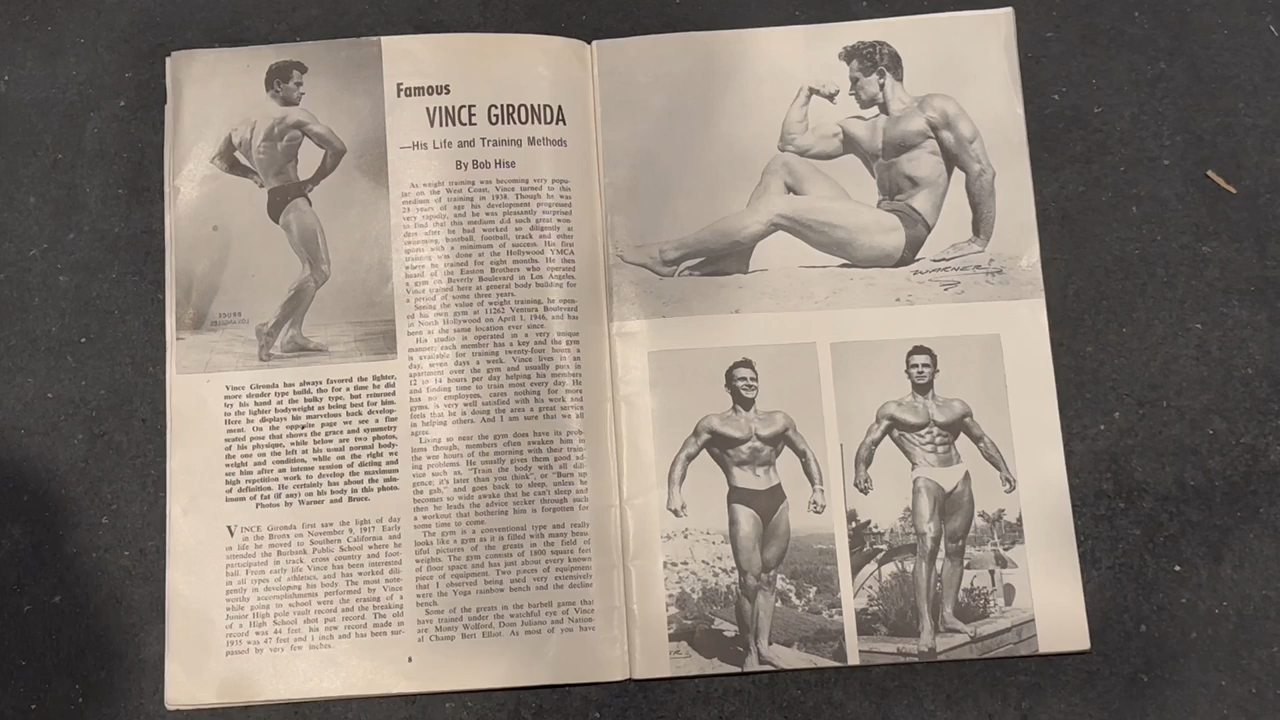 Famous
VINCE GIRONDA
—His Life and Training Methods
By Bob Hise
Vince Gironda has always favored the lighter,
more slender type build, tho for a time he did
try his hand at the bulky type, but returned
to the lighter bodyweight as being best for him.
Here he displays his marvelous back develop-
ment. On the opposite page we see a fine
seated pose that shows the grace and symmetry
of his physique, while below are two photos,
the one on the left at his usual normal body-
weight and condition, while on the right we
see him after an intense session of dieting and
high repetition work to develop the maximum
of definition. He certainly has about the min-
imum of fat (if any) on his body in this photo.
Photos by Warner and Bruce.
VINCE Gironda first saw the light of day
in the Bronx on November 9, 1917. Early
in life he moved to Southern California and
attended the Burbank Public School where he
participated in track, cross country and foot-
ball. From early life Vince has been interested
in all types of athletics, and has worked dili-
gently in developing his body. The most note-
worthy accomplishments performed by Vince
while going to school were the erasing of a
Junior High pole vault record and the breaking
of a High School shot put record. The old
record was 44 feet, his new record made in
1935 was 47 feet and 1 inch and has been sur-
passed by very few inches.
As weight training was becoming very popu-
lar on the West Coast, Vince turned to this
medium of training in 1938. Though he was
23 years of age his development progressed
very rapidly, and he was pleasantly surprised
to find that this medium did such great won-
ders after he had worked so diligently at
swimming, baseball, football, track and other
sports with a minimum of success. His first
training was done at the Hollywood YMCA
where he trained for eight months. He then
heard of the Easton Brothers who operated
a gym on Beverly Boulevard in Los Angeles.
Vince trained here at general body building for
a period of some three years.
Seeing the value of weight training, he open-
ed his own gym at 11262 Ventura Boulevard
in North Hollywood on April 1, 1946, and has
been at the same location ever since.
His studio is operated in a very unique
manner; each member has a key and the gym
is available for training twenty-four hours a
day, seven days a week. Vince lives in an
apartment over the gym and usually puts in
12 to 14 hours per day helping his members
and finding time to train most every day. He
has no employees, cares nothing for more
gyms, is very well satisfied with his work and
feels that he is doing the area a great service
in helping others. And I am sure that we all
agree.
Living so near the gym does have its prob-
lems though, members often awaken him in
the wee hours of the morning with their train-
ing problems. He usually gives them good ad-
vice such as, "Train the body with all dili-
gence; it's later than you think", or "Burn up
the gab," and goes back to sleep, unless he
becomes so wide awake that he can't sleep and
then he leads the advice seeker through such
a workout that bothering him is forgotten for
some time to come.
The gym is a conventional type and really
looks like a gym as it is filled with many beau-
tiful pictures of the greats in the field of
weights. The gym consists of 1800 square feet
of floor space and has just about every known
piece of equipment. Two pieces of equipment
that I observed being used very extensively
were the Yoga rainbow bench and the decline
bench.
Some of the greats in the barbell game that
have trained under the watchful eye of Vince
are Monty Wolford, Dom Juliano and Nation-
al Champ Bert Elliot. As most of you have
8
BRUCE
LOS ANGELES
WARNER